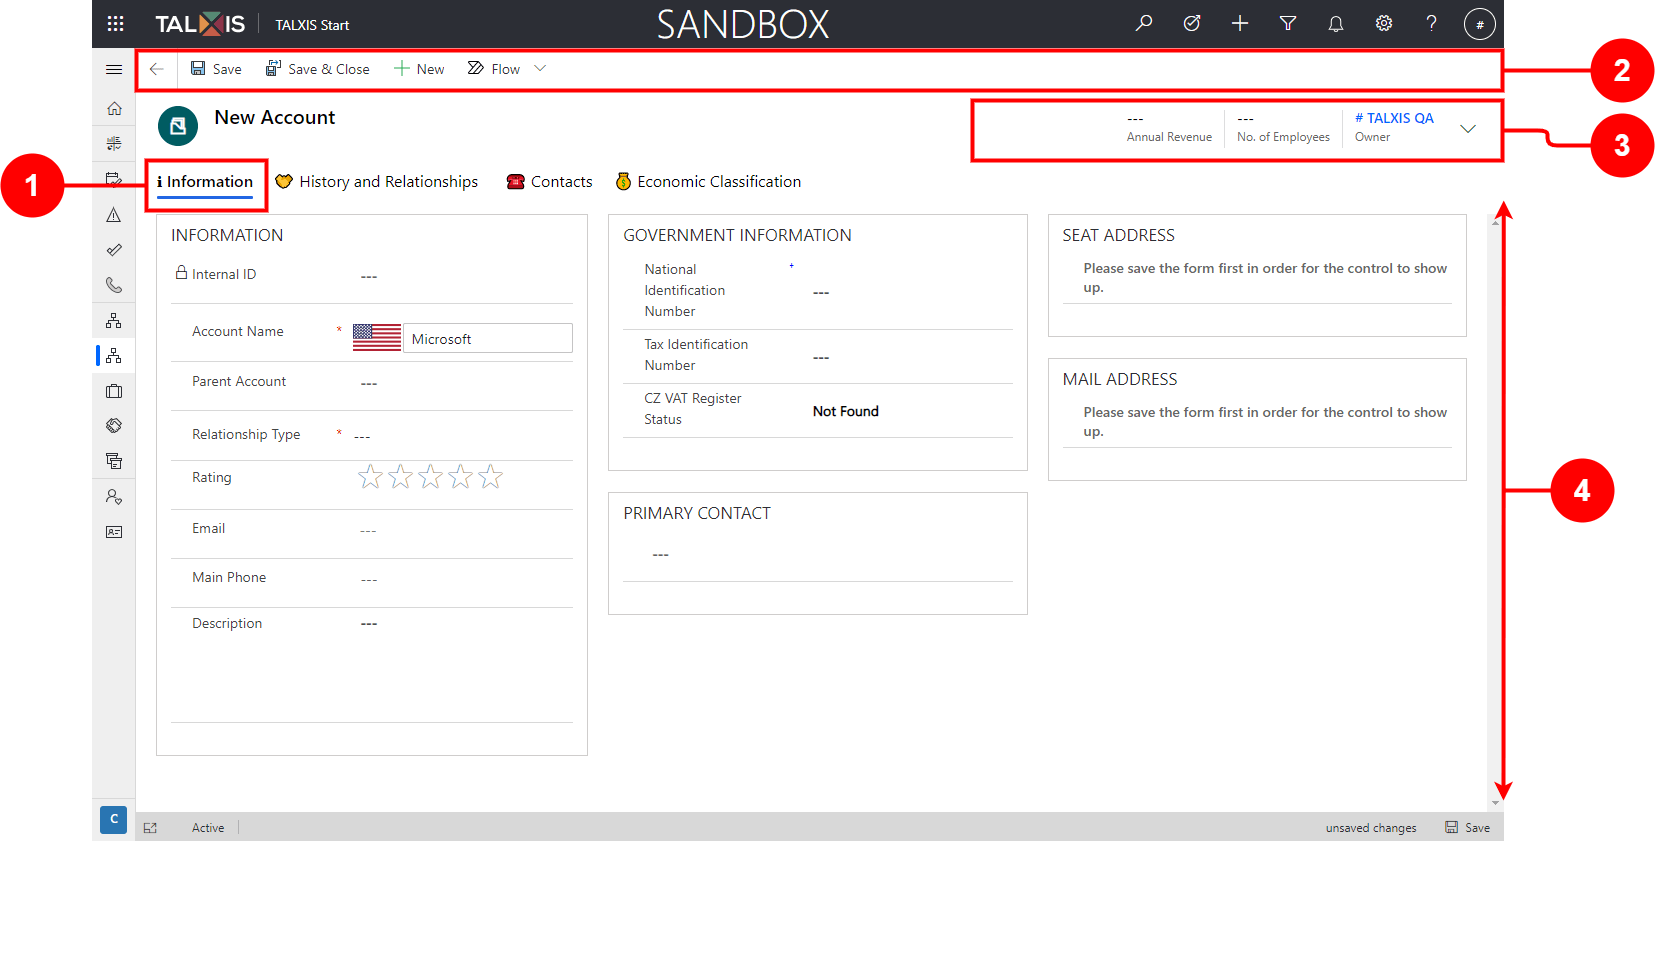 TALXIS
TALXIS Start
SANDBOX
#
Save
Save & Close
New
Flow
2
New Account
---
Annual Revenue
---
No. of Employees
# TALXIS QA
Owner
3
1
Information
History and Relationships
Contacts
Economic Classification
INFORMATION
Internal ID
---
Account Name
*
Microsoft
Parent Account
---
Relationship Type
*
---
Rating
Email
---
Main Phone
---
Description
---
GOVERNMENT INFORMATION
National
Identification
Number
+
---
Tax Identification
Number
---
CZ VAT Register
Status
Not Found
PRIMARY CONTACT
---
SEAT ADDRESS
Please save the form first in order for the control to show
up.
MAIL ADDRESS
Please save the form first in order for the control to show
up.
4
C
Active
unsaved changes
Save